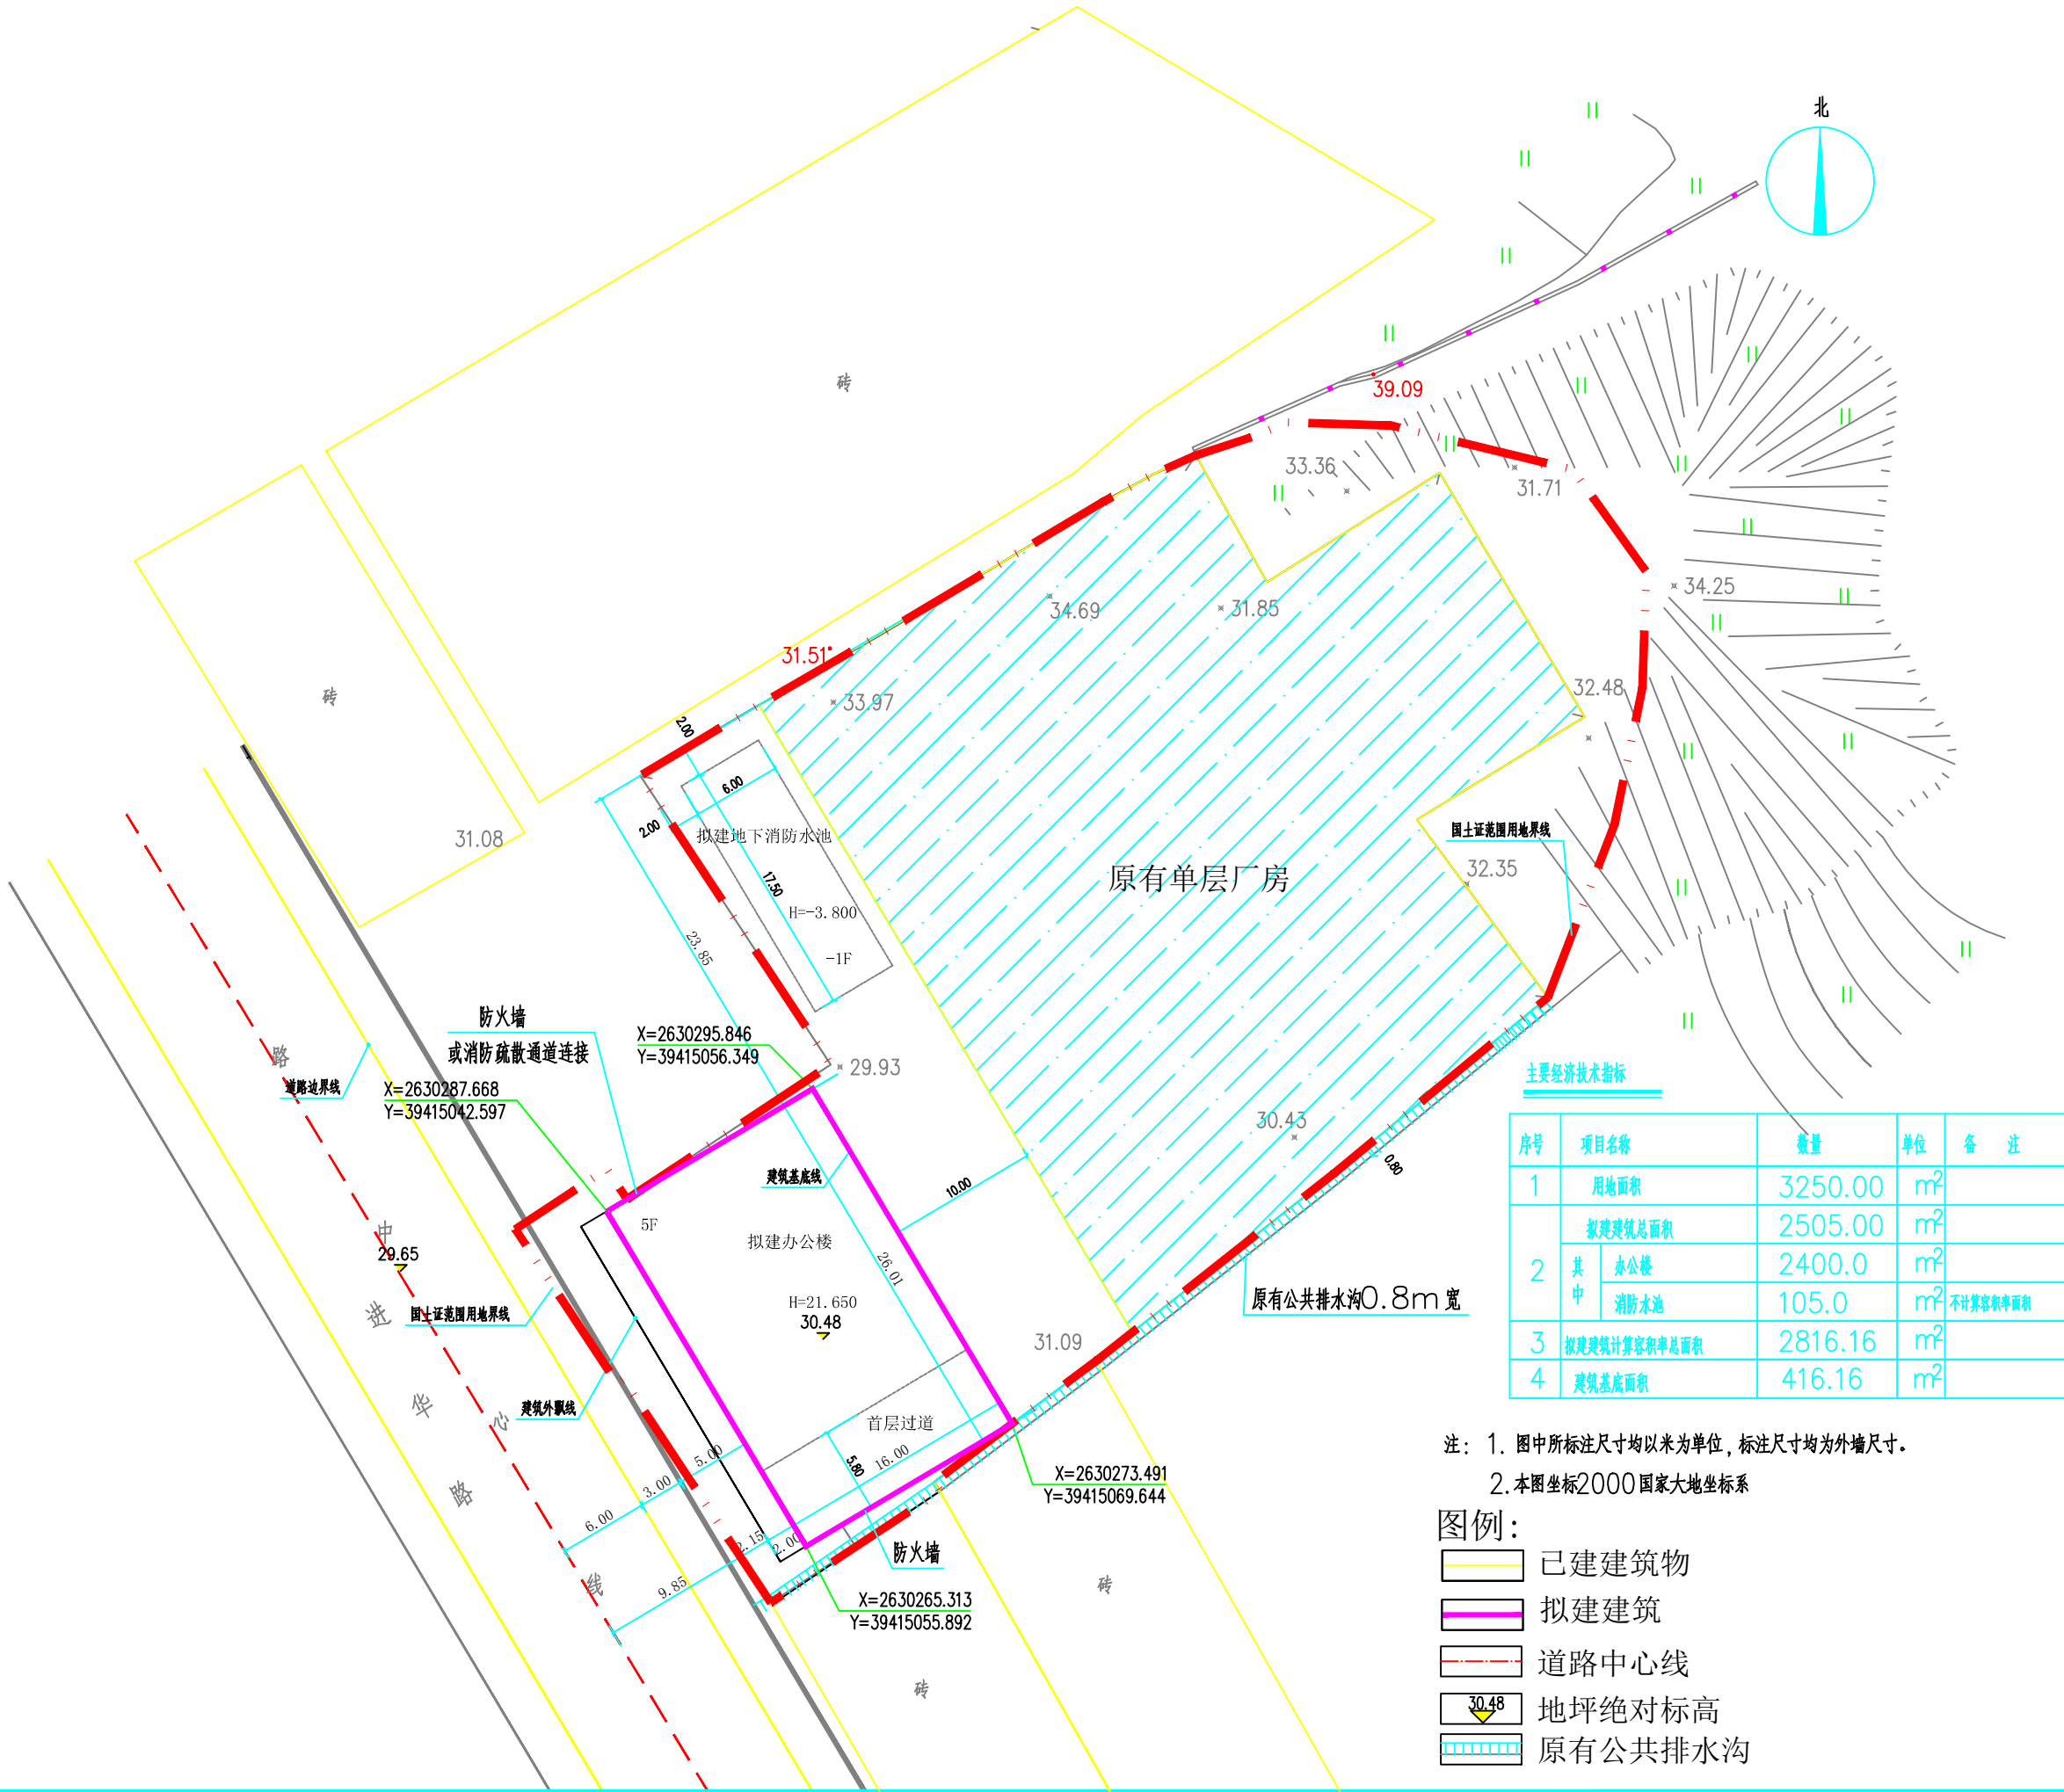 北
砖
39.09
33.36
31.71
34.25
34.69
31.85
31.51
33.97
32.48
砖
2.00
6.00
2.00
拟建地下消防水池
31.08
17.50
H=-3.800
-1F
23.85
原有单层厂房
国土证范围用地界线
32.35
防火墙
或消防疏散通道连接
X=2630295.846
Y=39415056.349
29.93
路
道路边界线
X=2630287.668
Y=39415042.597
30.43
0.80
建筑基底线
10.00
5F
拟建办公楼
26.01
中
29.65
H=21.650
30.48
进
国土证范围用地界线
原有公共排水沟0.8m宽
31.09
华
心
建筑外飘线
首层过道
5.80
16.00
5.00
3.00
6.00
路
2.15
2.00
9.85
线
防火墙
X=2630273.491
Y=39415069.644
X=2630265.313
Y=39415055.892
砖
砖
主要经济技术指标
序号 项目名称 数量 单位 备 注
1 用地面积 3250.00 m²
2 拟建建筑总面积 2505.00 m²
其中 办公楼 2400.0 m²
消防水池 105.0 m² 不计算容积率面积
3 拟建建筑计算容积率总面积 2816.16 m²
4 建筑基底面积 416.16 m²
注: 1. 图中所标注尺寸均以米为单位,标注尺寸均为外墙尺寸。
2.本图坐标2000国家大地坐标系
图例:
已建建筑物
拟建建筑
道路中心线
30.48 地坪绝对标高
原有公共排水沟